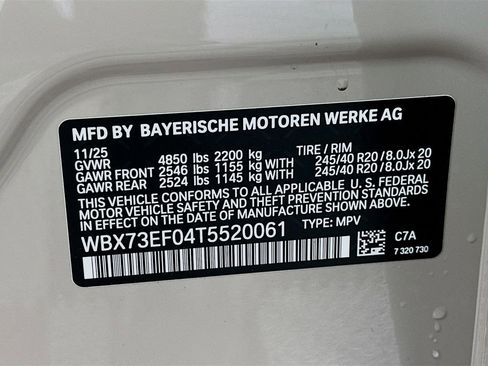 MFD BY BAYERISCHE MOTOREN WERKE AG
11/25
TIRE / RIM
GVWR 4850 lbs 2200 kg
GAWR FRONT 2546 lbs 1155 kg WITH 245/40 R20 / 8.0Jx 20
GAWR REAR 2524 lbs 1145 kg WITH 245/40 R20 / 8.0Jx 20
THIS VEHICLE CONFORMS TO ALL APPLICABLE U. S. FEDERAL
MOTOR VEHICLE SAFETY AND THEFT PREVENTION STANDARDS
IN EFFECT ON THE DATE OF MANUFACTURE SHOWN ABOVE.
WBX73EF04T5520061 TYPE: MPV
C7A
7 320 730